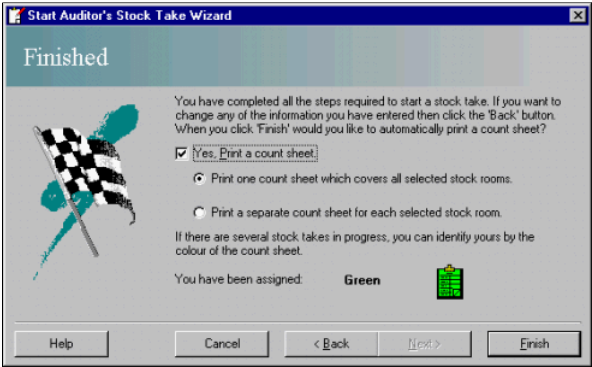 Start Auditor's Stock Take Wizard
Finished
You have completed all the steps required to start a stock take. If you want to
change any of the information you have entered then click the 'Back' button.
When you click 'Finish' would you like to automatically print a count sheet?
Yes, Print a count sheet.
Print one count sheet which covers all selected stock rooms.
Print a separate count sheet for each selected stock room.
If there are several stock takes in progress, you can identify yours by the
colour of the count sheet.
You have been assigned: Green
Help Cancel < Back Next > Finish